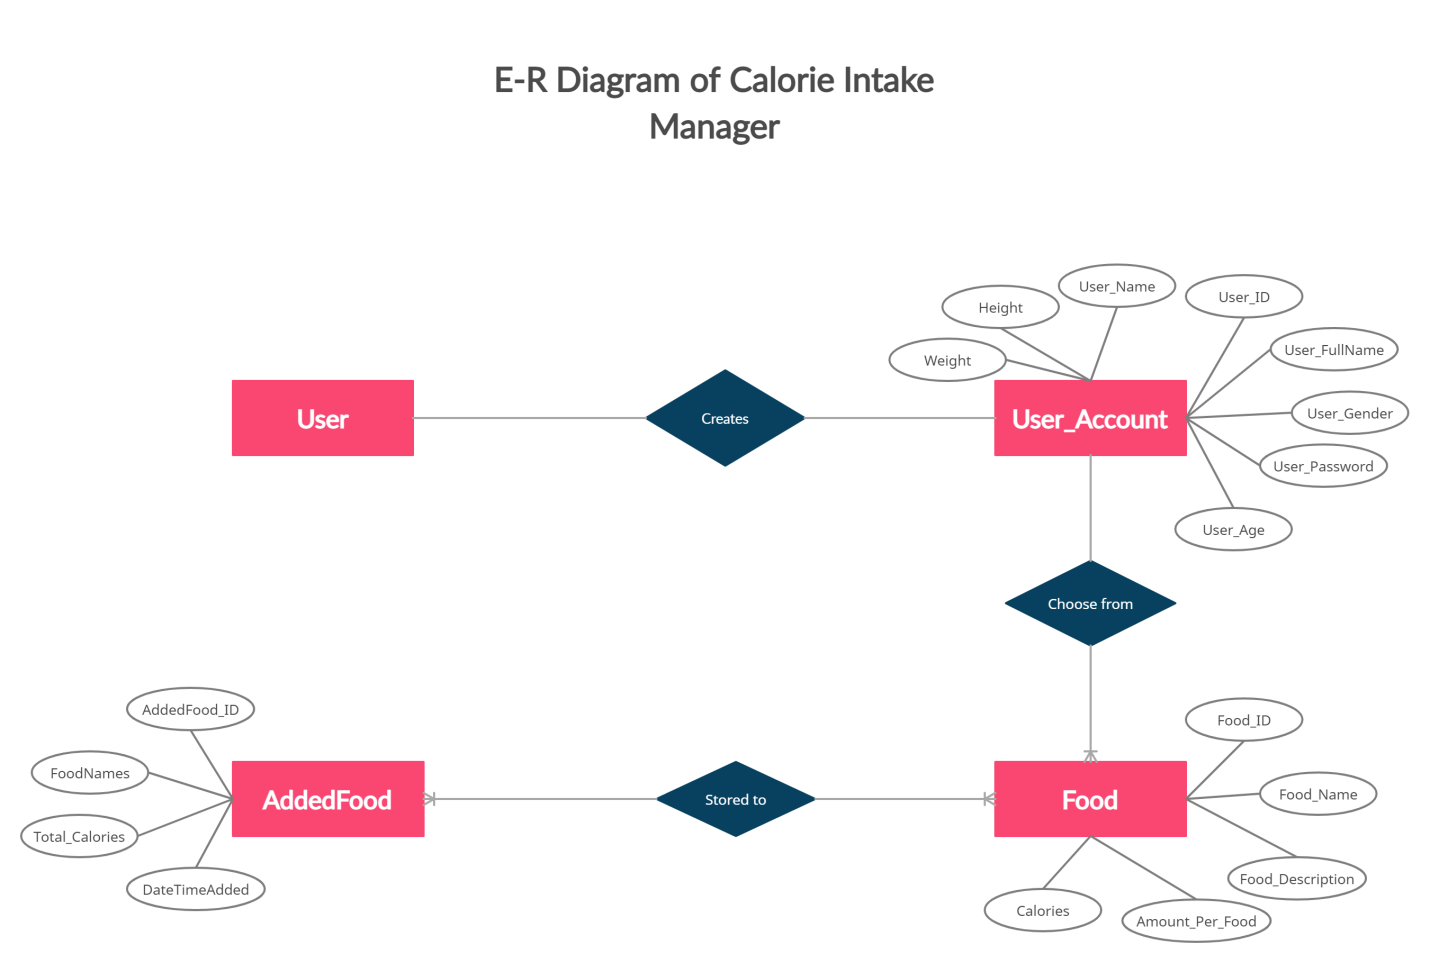 E-R Diagram of Calorie Intake
Manager
User_Name
User_ID
Height
User_FullName
Weight
User
Creates
User_Account
User_Gender
User_Password
User_Age
Choose from
AddedFood_ID
Food_ID
FoodNames
AddedFood
Stored to
Food
Food_Name
Total_Calories
Food_Description
DateTimeAdded
Calories
Amount_Per_Food